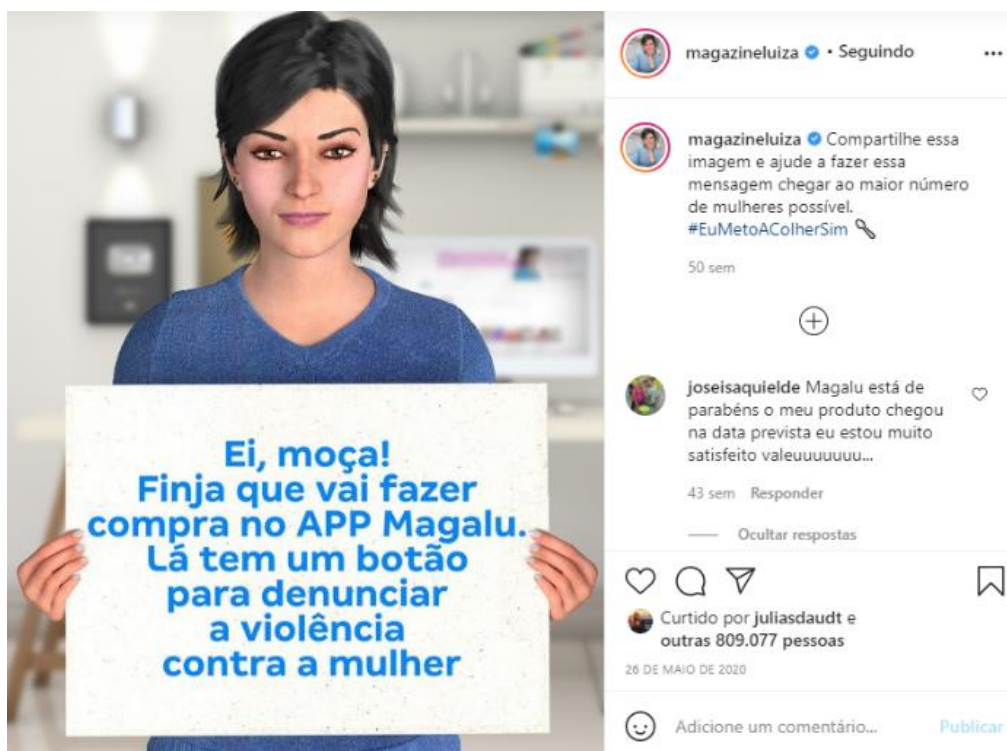 Ei, moça!
Finja que vai fazer
compra no APP Magalu.
Lá tem um botão
para denunciar
a violência
contra a mulher
magazineluiza • Seguindo
magazineluiza Compartilhe essa
imagem e ajude a fazer essa
mensagem chegar ao maior número
de mulheres possível.
#EuMetoAColherSim
50 sem
joseisaquielde Magalu está de
parabéns o meu produto chegou
na data prevista eu estou muito
satisfeito valeuuuuuuu...
43 sem Responder
Ocultar respostas
Curtido por juliasdaudt e
outras 809.077 pessoas
26 DE MAIO DE 2020
Adicione um comentário... Publicar